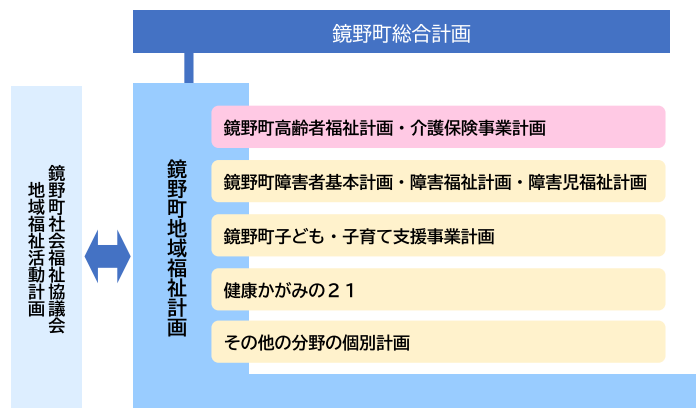 鏡野町総合計画
鏡野町社会福祉協議会
地域福祉活動計画
鏡野町地域福祉計画
鏡野町高齢者福祉計画・介護保険事業計画
鏡野町障害者基本計画・障害福祉計画・障害児福祉計画
鏡野町子ども・子育て支援事業計画
健康かがみの２１
その他の分野の個別計画